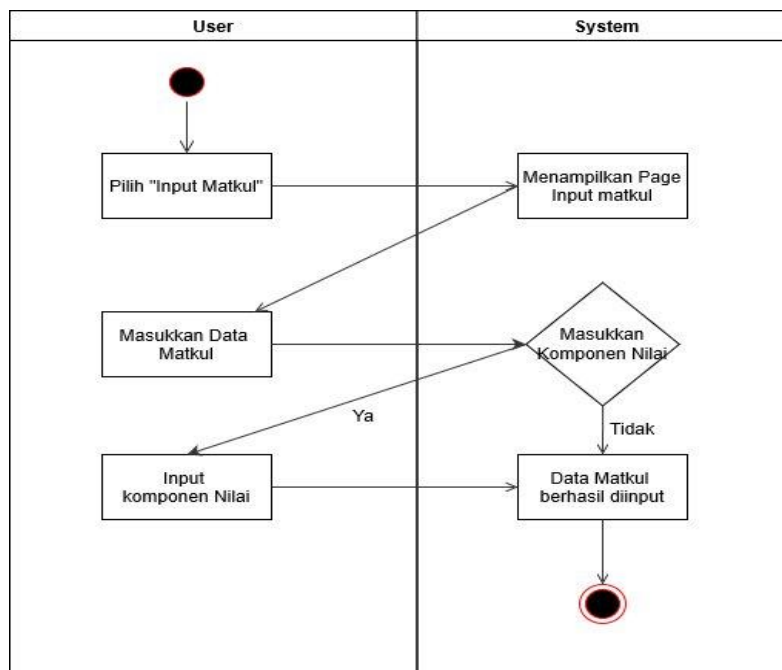 User
System
Pilih "Input Matkul"
Menampilkan Page
Input matkul
Masukkan Data
Matkul
Masukkan
Komponen Nilai
Ya
Tidak
Input
komponen Nilai
Data Matkul
berhasil diinput